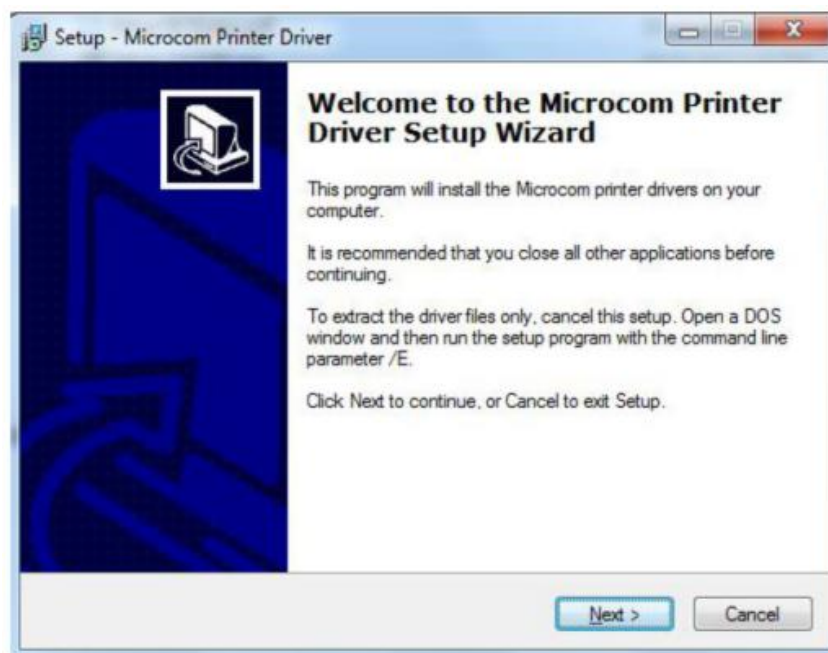 Setup - Microcom Printer Driver
Welcome to the Microcom Printer
Driver Setup Wizard
This program will install the Microcom printer drivers on your
computer.
It is recommended that you close all other applications before
continuing.
To extract the driver files only, cancel this setup. Open a DOS
window and then run the setup program with the command line
parameter /E.
Click Next to continue, or Cancel to exit Setup.
Next >
Cancel